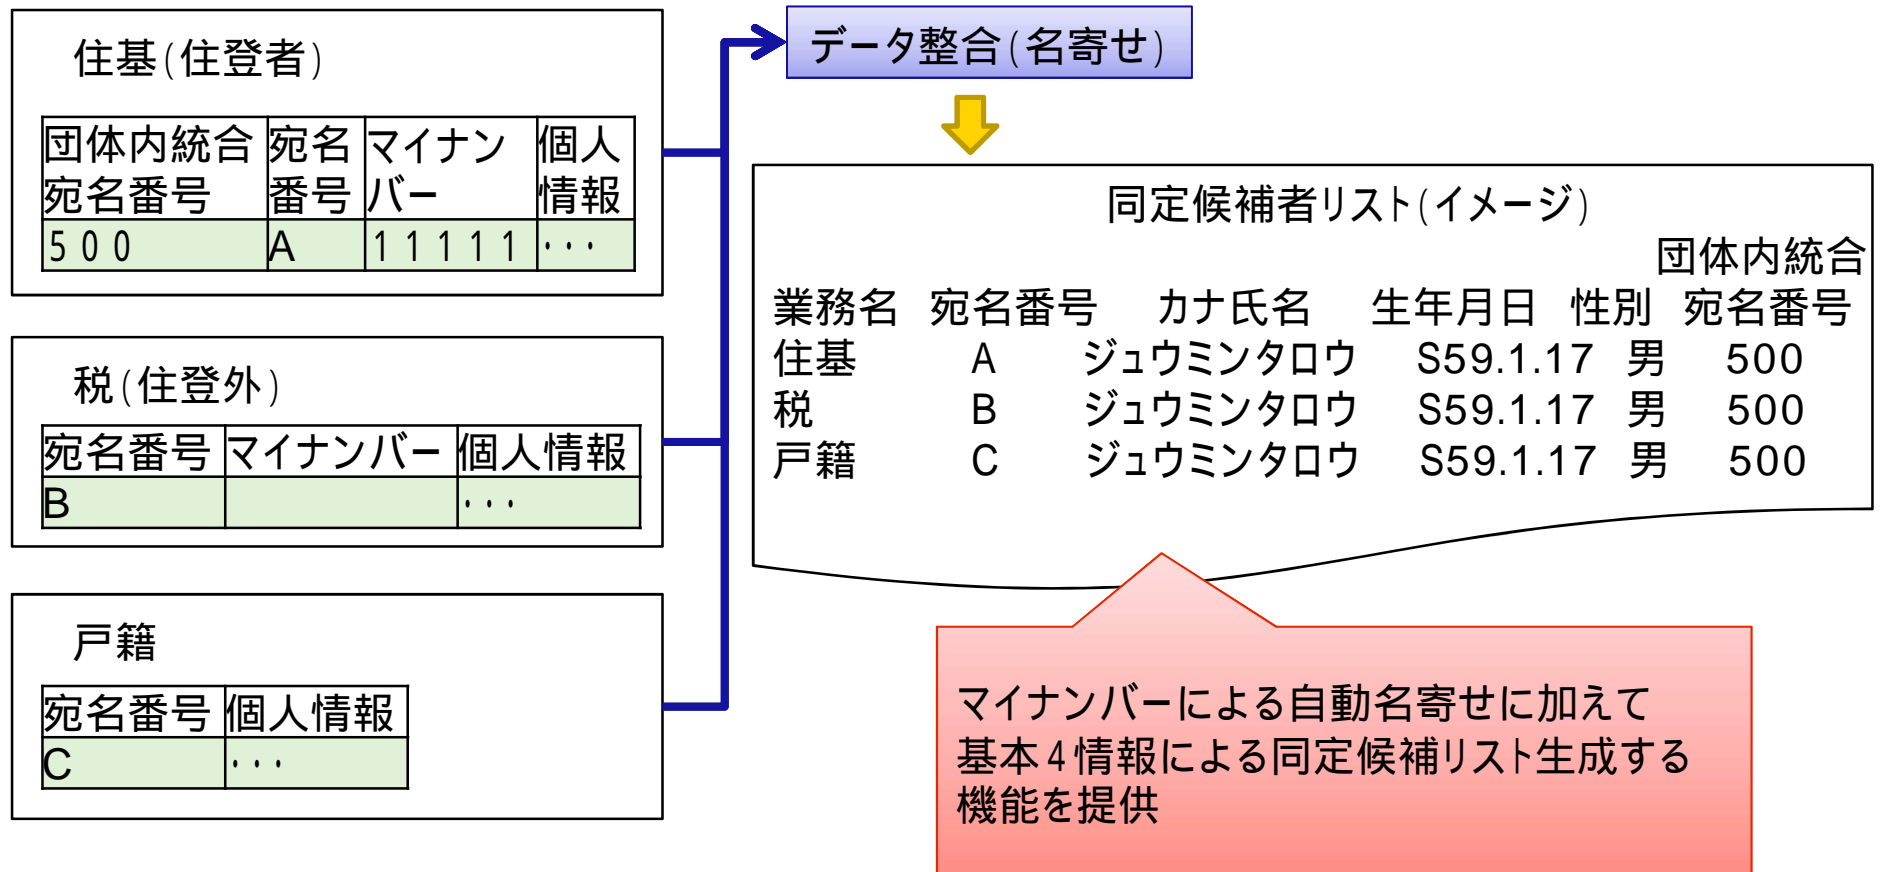 住基(住登者)
団体内統合 宛名 マイナン 個人
宛名番号 番号 バー 情報
500 A 11111 ・・・
税(住登外)
宛名番号 マイナンバー 個人情報
B ・・・
戸籍
宛名番号 個人情報
C ・・・
データ整合(名寄せ)
同定候補者リスト(イメージ)
団体内統合
業務名 宛名番号 カナ氏名 生年月日 性別 宛名番号
住基 A ジュウミンタロウ S59.1.17 男 500
税 B ジュウミンタロウ S59.1.17 男 500
戸籍 C ジュウミンタロウ S59.1.17 男 500
マイナンバーによる自動名寄せに加えて
基本4情報による同定候補リスト生成する
機能を提供